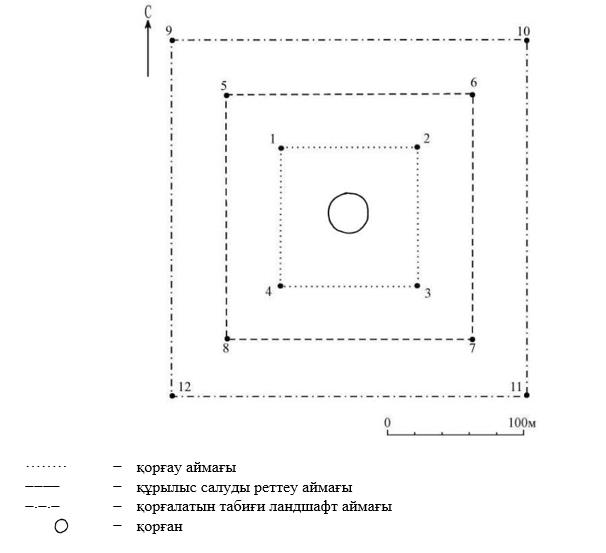 С
9 10
5 6
1 2
4 3
8 7
12 11
0 100м
– қорғау аймағы
– құрылыс салуды реттеу аймағы
– қорғалатын табиғи ландшафт аймағы
– қорған